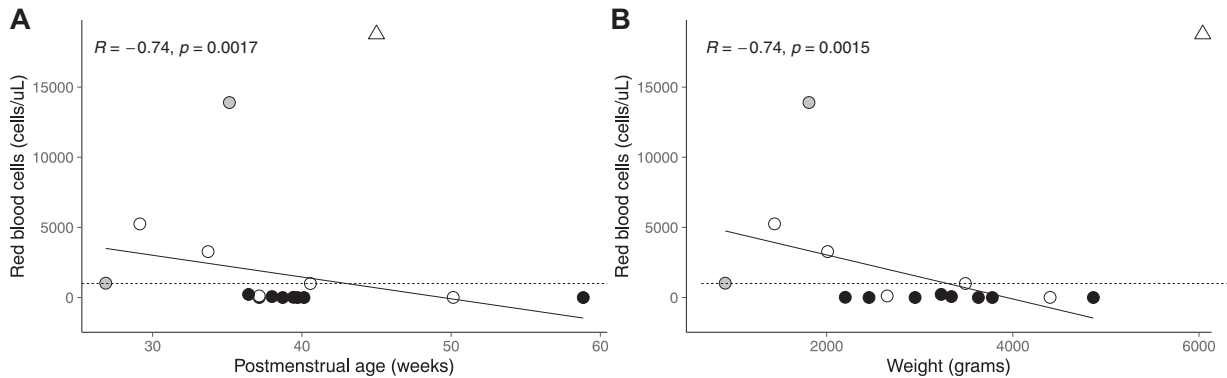 A
R = −0.74, p = 0.0017
Red blood cells (cells/uL)
15000
10000
5000
0
30 40 50 60
Postmenstrual age (weeks)
B
R = −0.74, p = 0.0015
Red blood cells (cells/uL)
15000
10000
5000
0
2000 4000 6000
Weight (grams)